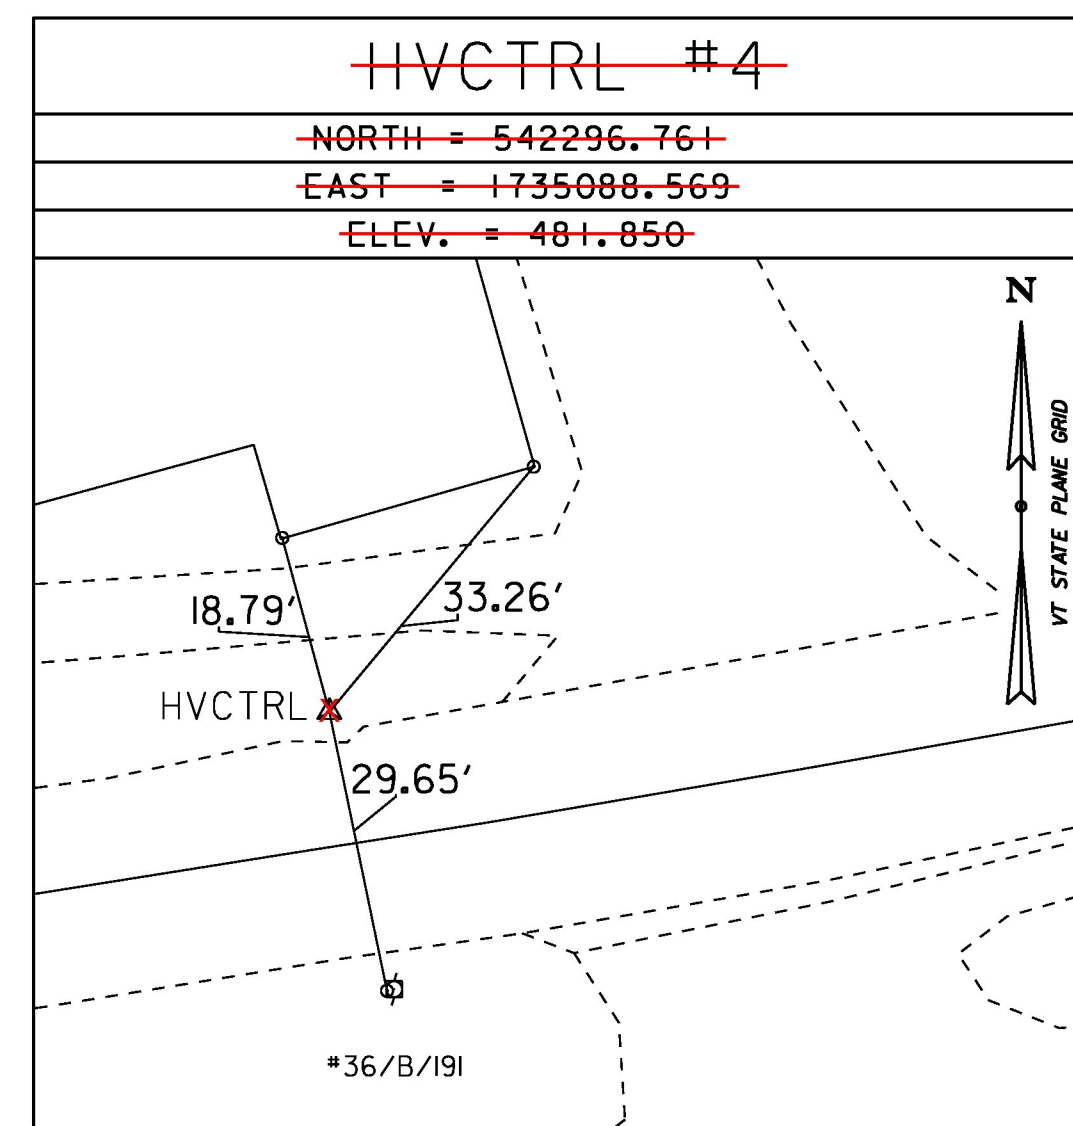 HVCTRL #4
NORTH = 542296.761
EAST = 1735088.569
ELEV. = 481.850
N
VT STATE PLANE GRID
18.79'
33.26'
HVCTRL
29.65'
#36/B/191